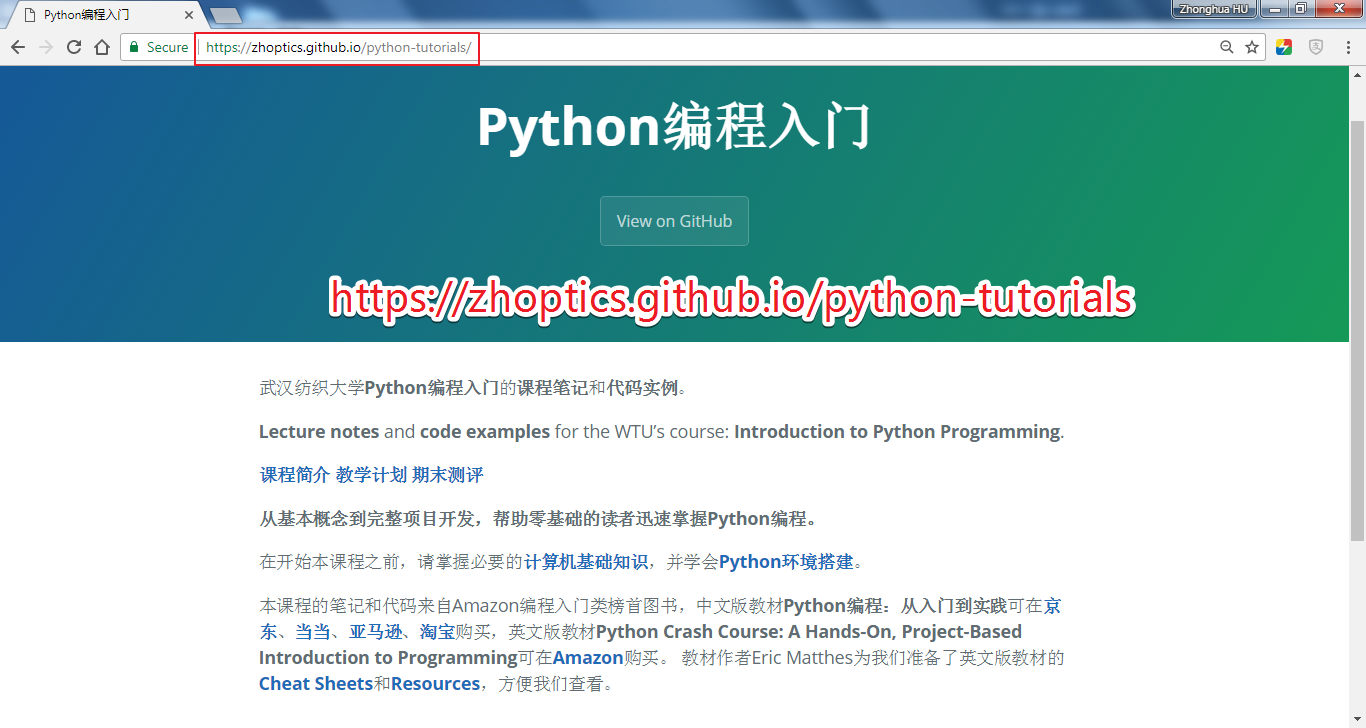 Python编程入门
Zhonghua HU
Secure
https://zhoptics.github.io/python-tutorials/
Python编程入门
View on GitHub
https://zhoptics.github.io/python-tutorials
武汉纺织大学Python编程入门的课程笔记和代码实例。
Lecture notes and code examples for the WTU’s course: Introduction to Python Programming.
课程简介 教学计划 期末测评
从基本概念到完整项目开发，帮助零基础的读者迅速掌握Python编程。
在开始本课程之前，请掌握必要的计算机基础知识，并学会Python环境搭建。
本课程的笔记和代码来自Amazon编程入门类榜首图书，中文版教材Python编程：从入门到实践可在京
东、当当、亚马逊、淘宝购买，英文版教材Python Crash Course: A Hands-On, Project-Based
Introduction to Programming可在Amazon购买。 教材作者Eric Matthes为我们准备了英文版教材的
Cheat Sheets和Resources，方便我们查看。